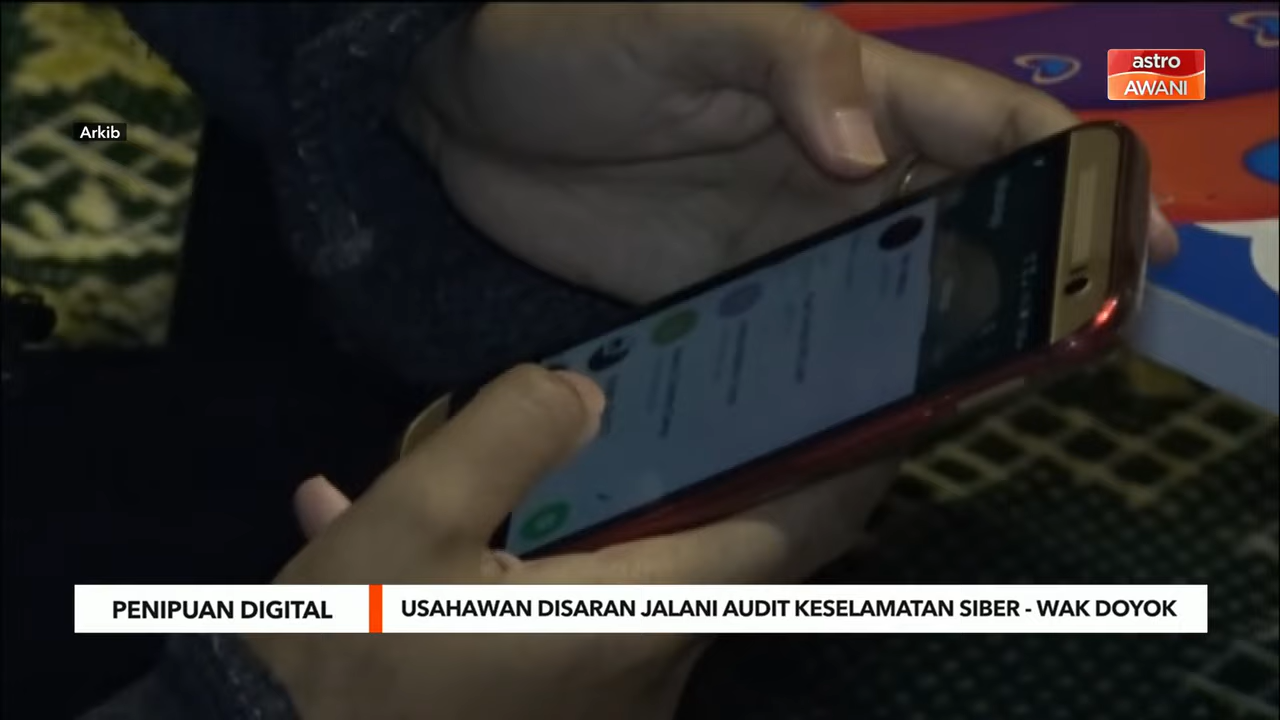 astro
AWANI
Arkib
PENIPUAN DIGITAL
USAHAWAN DISARAN JALANI AUDIT KESELAMATAN SIBER - WAK DOYOK